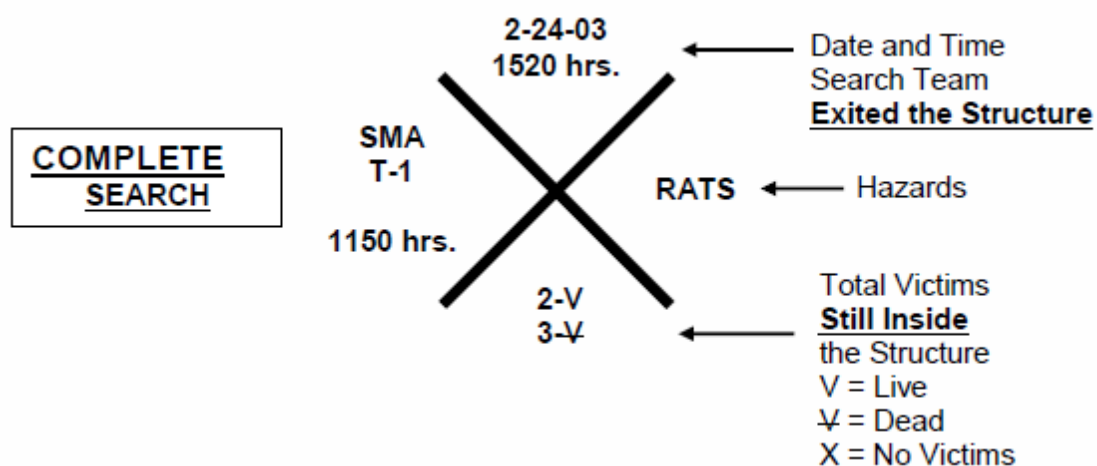 2-24-03
1520 hrs.
Date and Time
Search Team
Exited the Structure
COMPLETE
SEARCH
SMA
T-1
1150 hrs.
RATS
Hazards
2-V
3-V̶
Total Victims
Still Inside
the Structure
V = Live
V̶ = Dead
X = No Victims